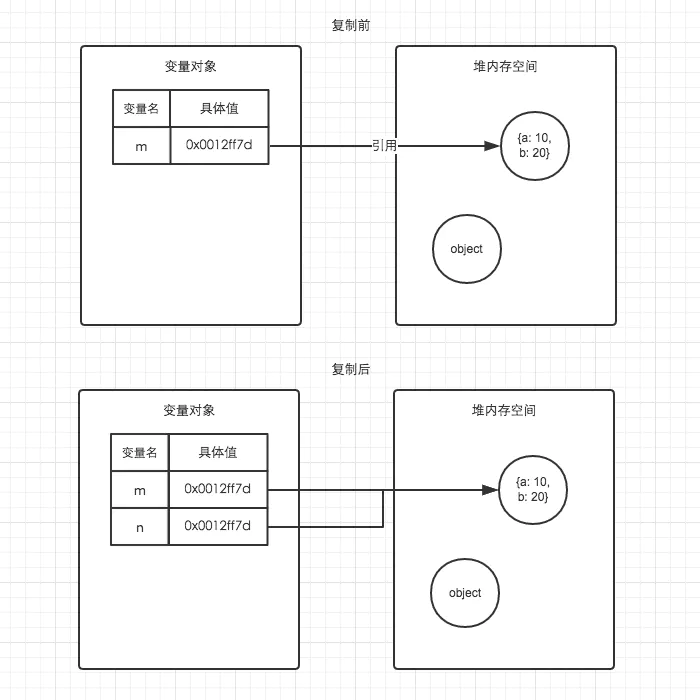 复制前
变量对象
堆内存空间
变量名
具体值
m
0x0012ff7d
引用
{a: 10,
b: 20}
object
复制后
变量对象
堆内存空间
变量名
具体值
m
0x0012ff7d
n
0x0012ff7d
{a: 10,
b: 20}
object